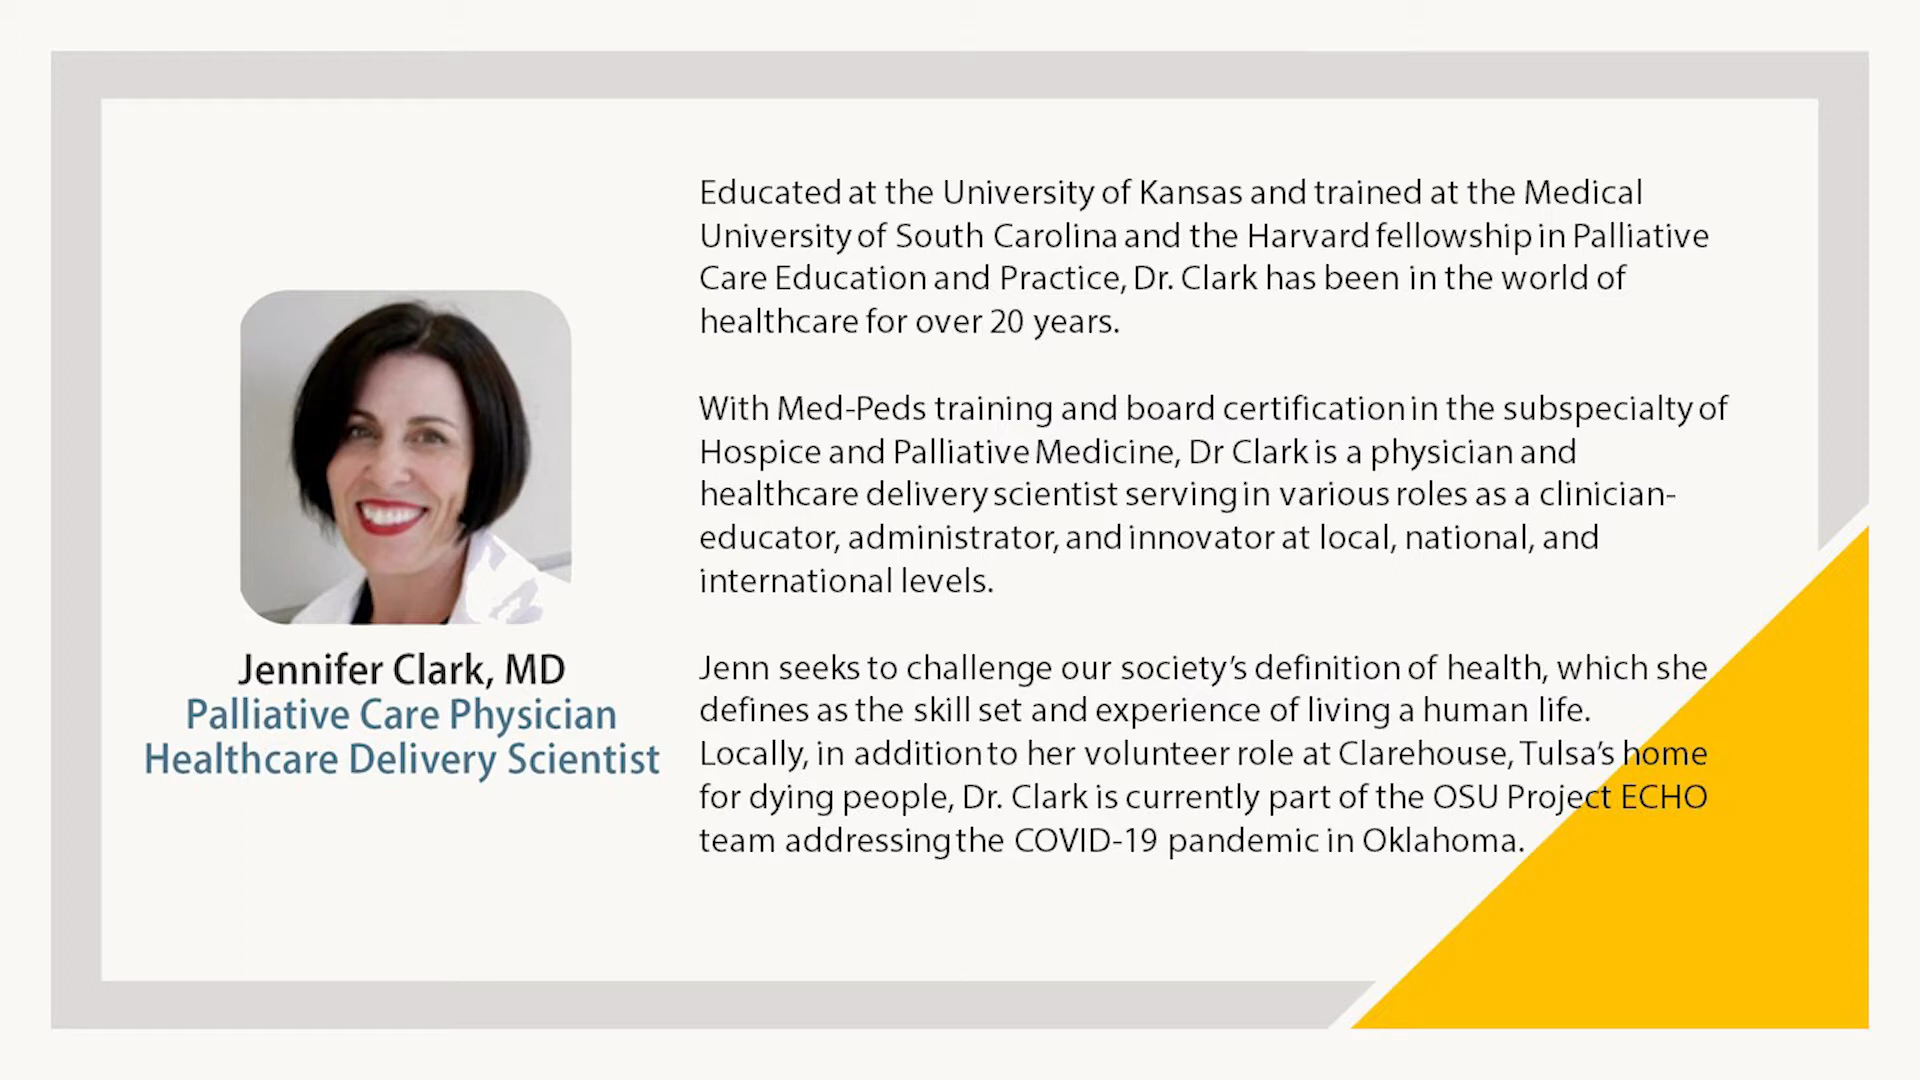 Educated at the University of Kansas and trained at the Medical
University of South Carolina and the Harvard fellowship in Palliative
Care Education and Practice, Dr. Clark has been in the world of
healthcare for over 20 years.
With Med-Peds training and board certification in the subspecialty of
Hospice and Palliative Medicine, Dr Clark is a physician and
healthcare delivery scientist serving in various roles as a clinician-
educator, administrator, and innovator at local, national, and
international levels.
Jenn seeks to challenge our society’s definition of health, which she
defines as the skill set and experience of living a human life.
Locally, in addition to her volunteer role at Clarehouse, Tulsa’s home
for dying people, Dr. Clark is currently part of the OSU Project ECHO
team addressing the COVID-19 pandemic in Oklahoma.
Jennifer Clark, MD
Palliative Care Physician
Healthcare Delivery Scientist